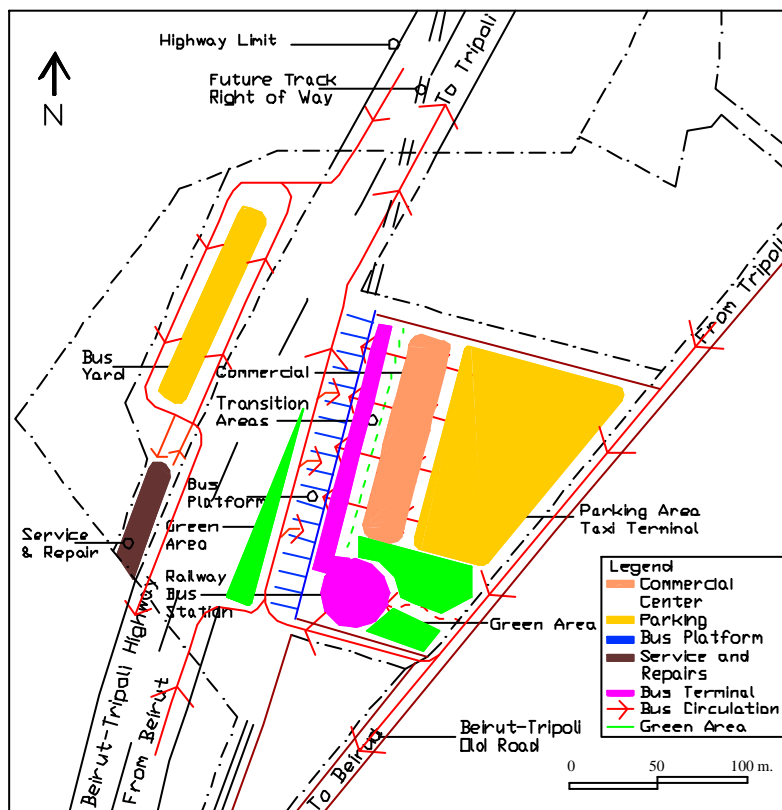 Highway Limit
Future Track
Right of Way
To Tripoli
N
From Tripoli
Bus
Yard
Commercial
Transition
Areas
Bus
Platform
Green
Area
Service
& Repair
Railway
Bus
Station
Parking Area
Taxi Terminal
Green Area
Beirut-Tripoli
Old Road
Beirut-Tripoli Highway
From Beirut
To Beirut
Legend
Commercial
Center
Parking
Bus Platform
Service and
Repairs
Bus Terminal
Bus Circulation
Green Area
0 50 100 m.